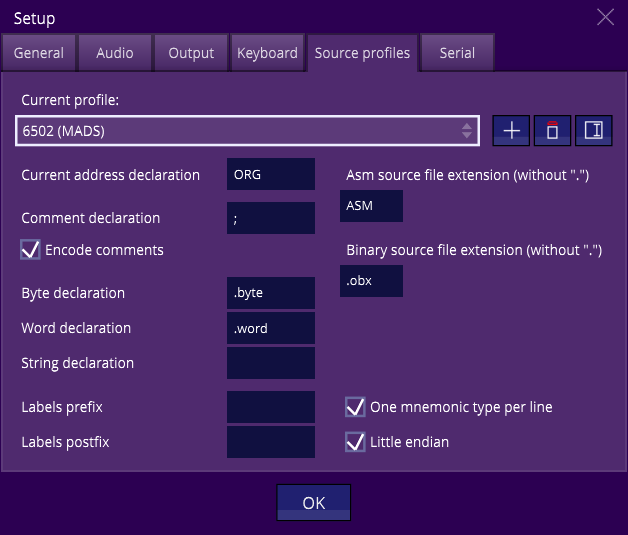 Setup
General Audio Output Keyboard Source profiles Serial
Current profile:
6502 (MADS)
Current address declaration ORG Asm source file extension (without ".")
ASM
Comment declaration ;
Encode comments Binary source file extension (without ".")
.obx
Byte declaration .byte
Word declaration .word
String declaration
Labels prefix One mnemonic type per line
Labels postfix Little endian
OK